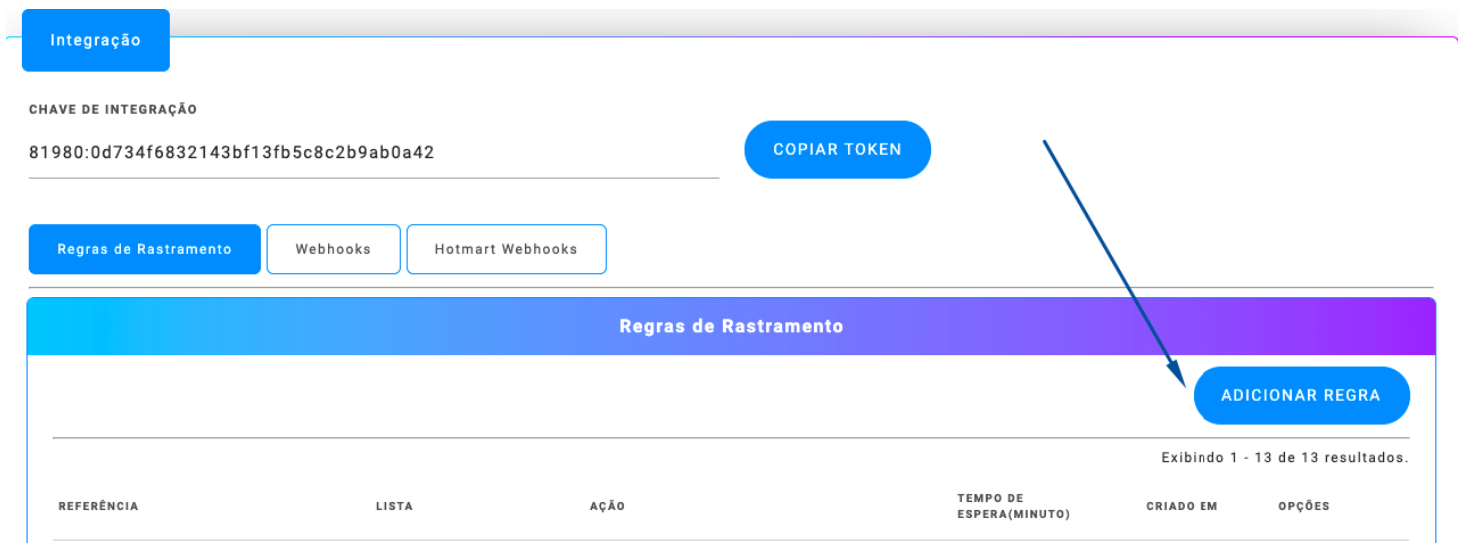 Integração
CHAVE DE INTEGRAÇÃO
81980:0d734f6832143bf13fb5c8c2b9ab0a42
COPIAR TOKEN
Regras de Rastramento
Webhooks
Hotmart Webhooks
Regras de Rastramento
ADICIONAR REGRA
Exibindo 1 - 13 de 13 resultados.
REFERÊNCIA
LISTA
AÇÃO
TEMPO DE
ESPERA(MINUTO)
CRIADO EM
OPÇÕES